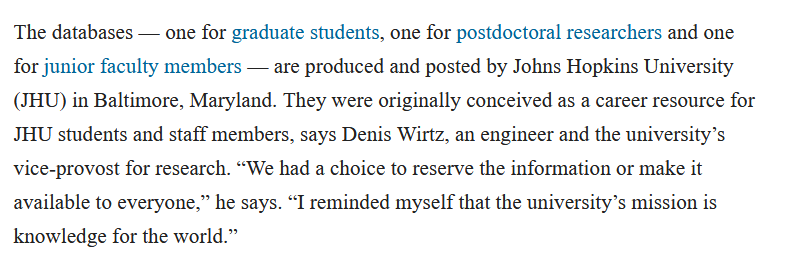 The databases — one for graduate students, one for postdoctoral researchers and one
for junior faculty members — are produced and posted by Johns Hopkins University
(JHU) in Baltimore, Maryland. They were originally conceived as a career resource for
JHU students and staff members, says Denis Wirtz, an engineer and the university’s
vice-provost for research. “We had a choice to reserve the information or make it
available to everyone,” he says. “I reminded myself that the university’s mission is
knowledge for the world.”